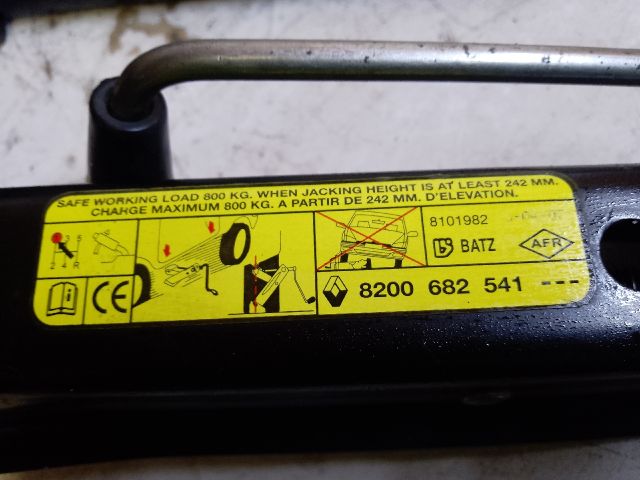 SAFE WORKING LOAD 800 KG. WHEN JACKING HEIGHT IS AT LEAST 242 MM.
CHARGE MAXIMUM 800 KG. A PARTIR DE 242 MM. D'ELEVATION.
8101982
BATZ
AFR
CE
8200 682 541 ---